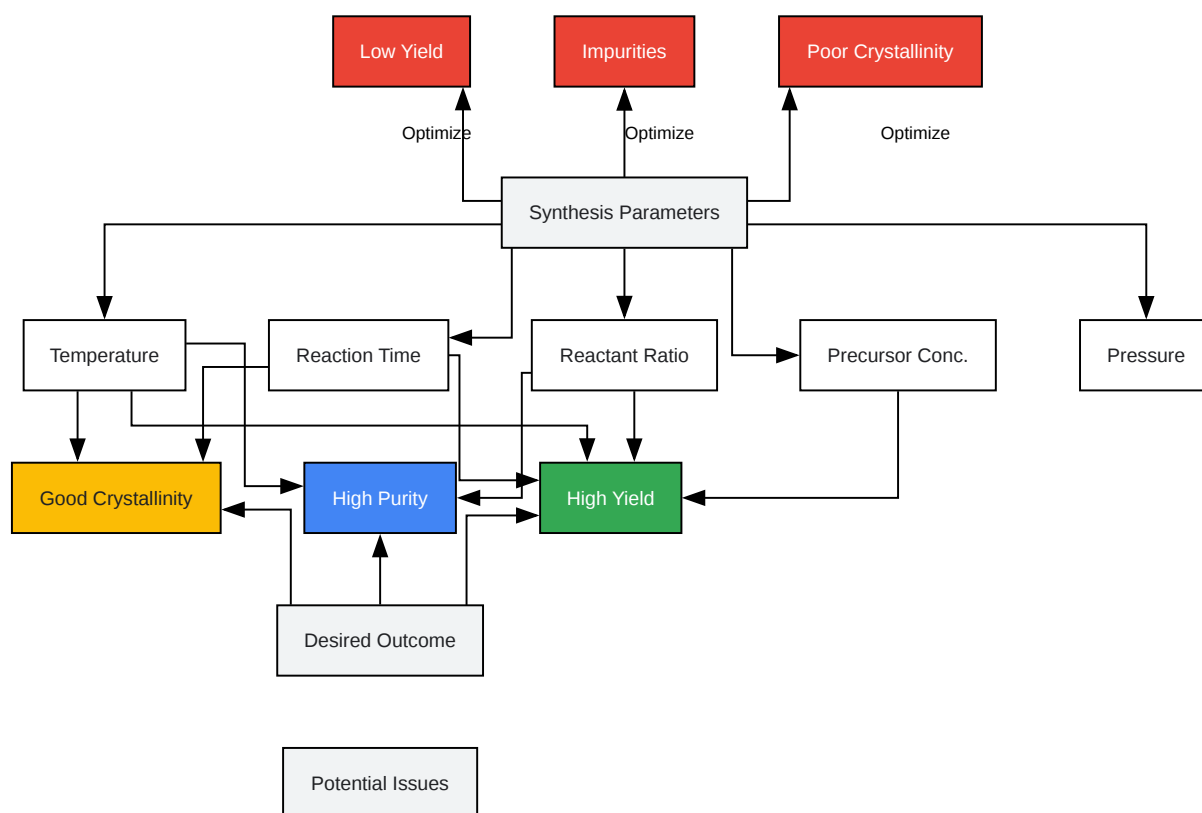 Low Yield
Impurities
Poor Crystallinity
Optimize
Optimize
Optimize
Synthesis Parameters
Temperature
Reaction Time
Reactant Ratio
Precursor Conc.
Pressure
Good Crystallinity
High Purity
High Yield
Desired Outcome
Potential Issues